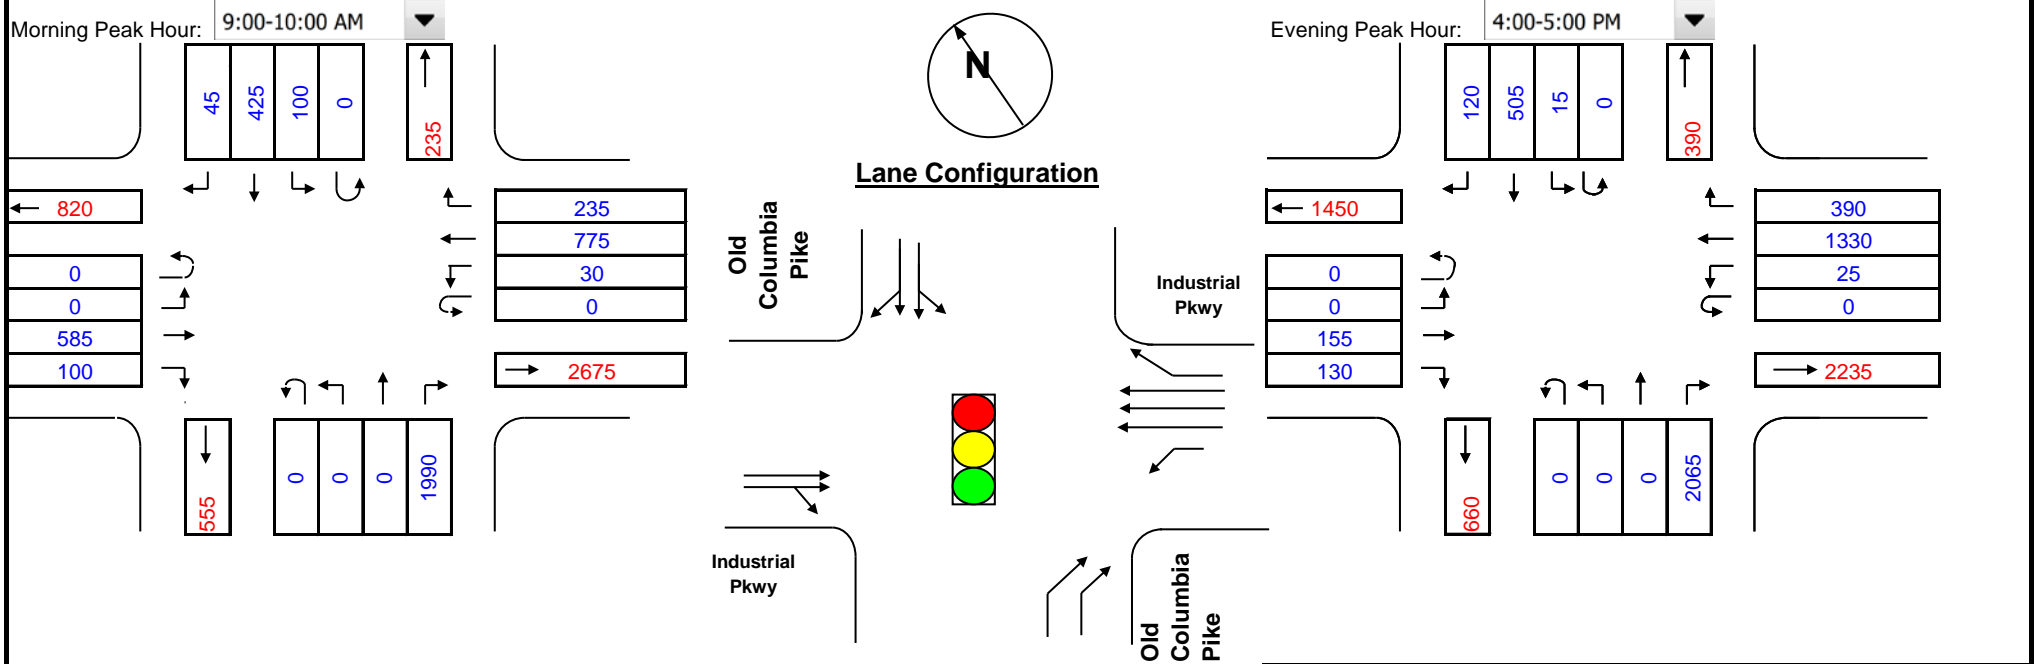 Morning Peak Hour: 9:00-10:00 AM
45 425 100 0 235
820
0
0
585
100
235
775
30
0
2675
555 0 0 0 1990
N
Lane Configuration
Old
Columbia
Pike
Industrial
Pkwy
Industrial
Pkwy
Old
Columbia
Pike
Evening Peak Hour: 4:00-5:00 PM
120 505 15 0 390
1450
0
0
155
130
390
1330
25
0
2235
660 0 0 0 2065